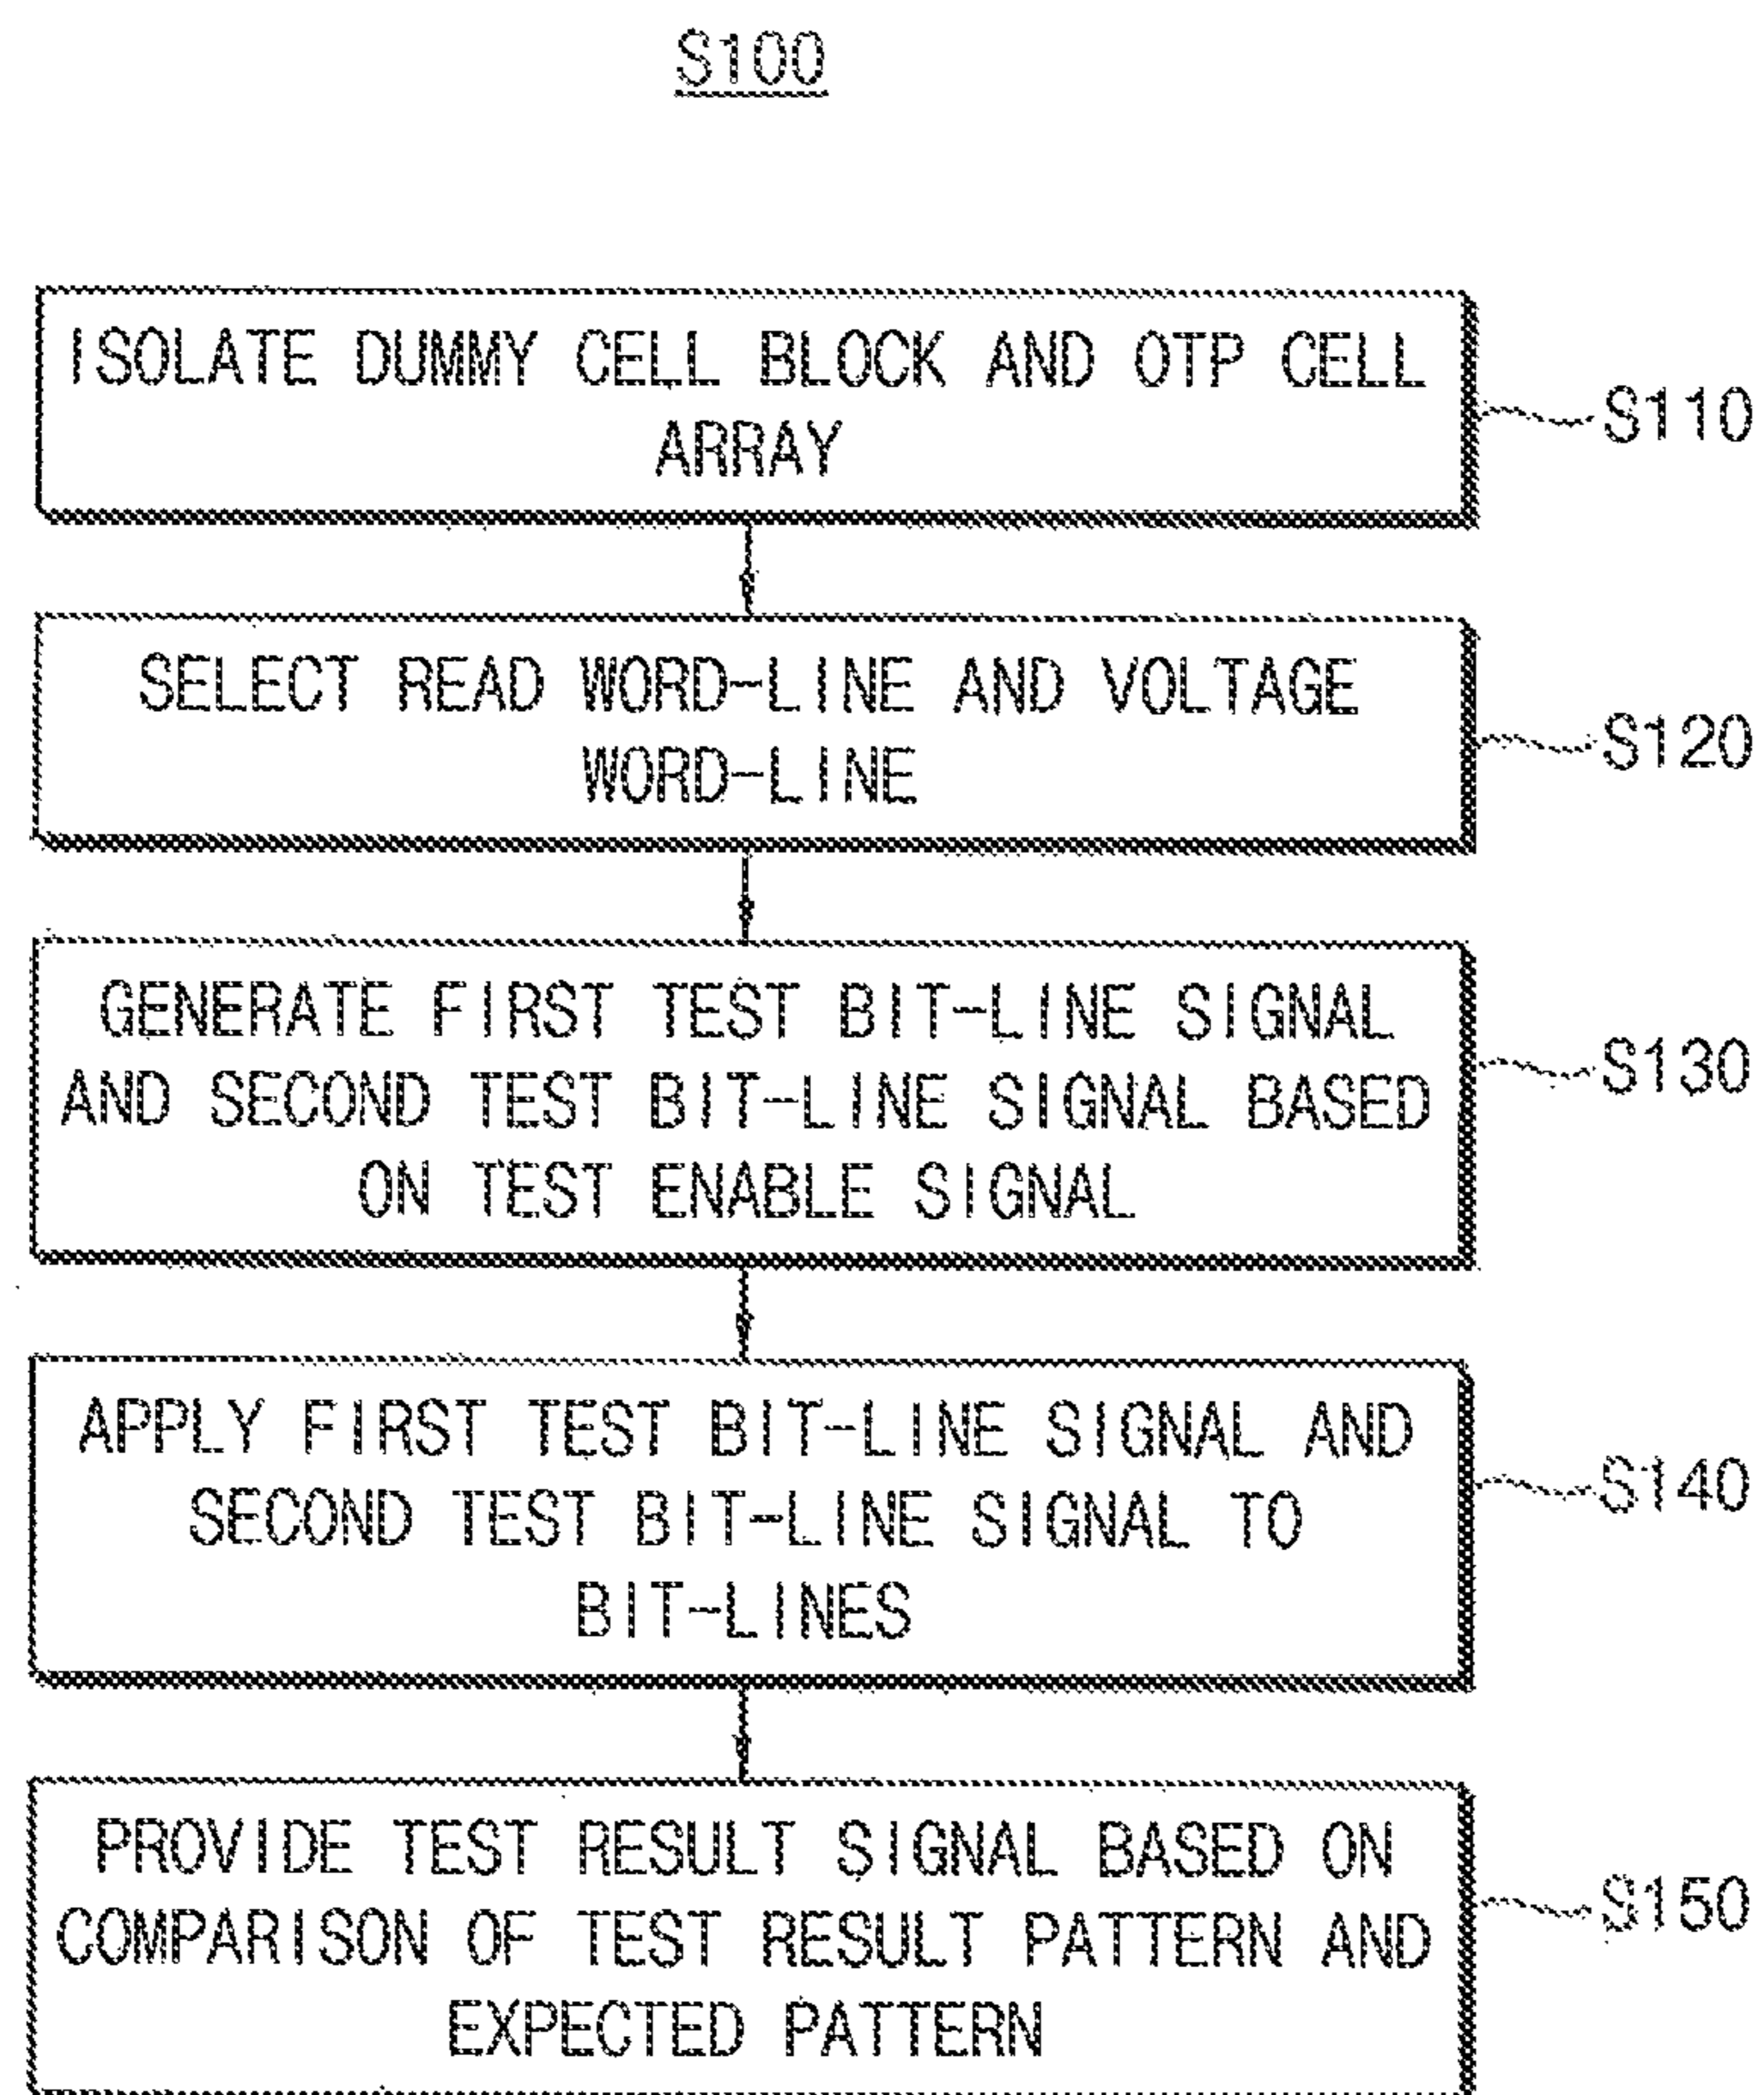 S100
ISOLATE DUMMY CELL BLOCK AND OTP CELL
ARRAY
S110
SELECT READ WORD-LINE AND VOLTAGE
WORD-LINE
S120
GENERATE FIRST TEST BIT-LINE SIGNAL
AND SECOND TEST BIT-LINE SIGNAL BASED
ON TEST ENABLE SIGNAL
S130
APPLY FIRST TEST BIT-LINE SIGNAL AND
SECOND TEST BIT-LINE SIGNAL TO
BIT-LINES
S140
PROVIDE TEST RESULT SIGNAL BASED ON
COMPARISON OF TEST RESULT PATTERN AND
EXPECTED PATTERN
S150